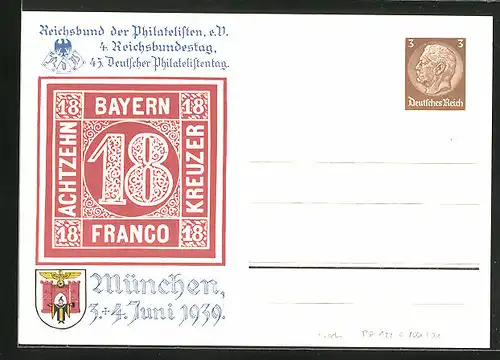 Reichsbund der Philatelisten, e.V.
4. Reichsbundestag,
45. Deutscher Philatelistentag.
3 3
Deutsches Reich
18 BAYERN 18
ACHTZEHN
18
KREUZER
18 FRANCO 18
München,
3.+4. Juni 1939.